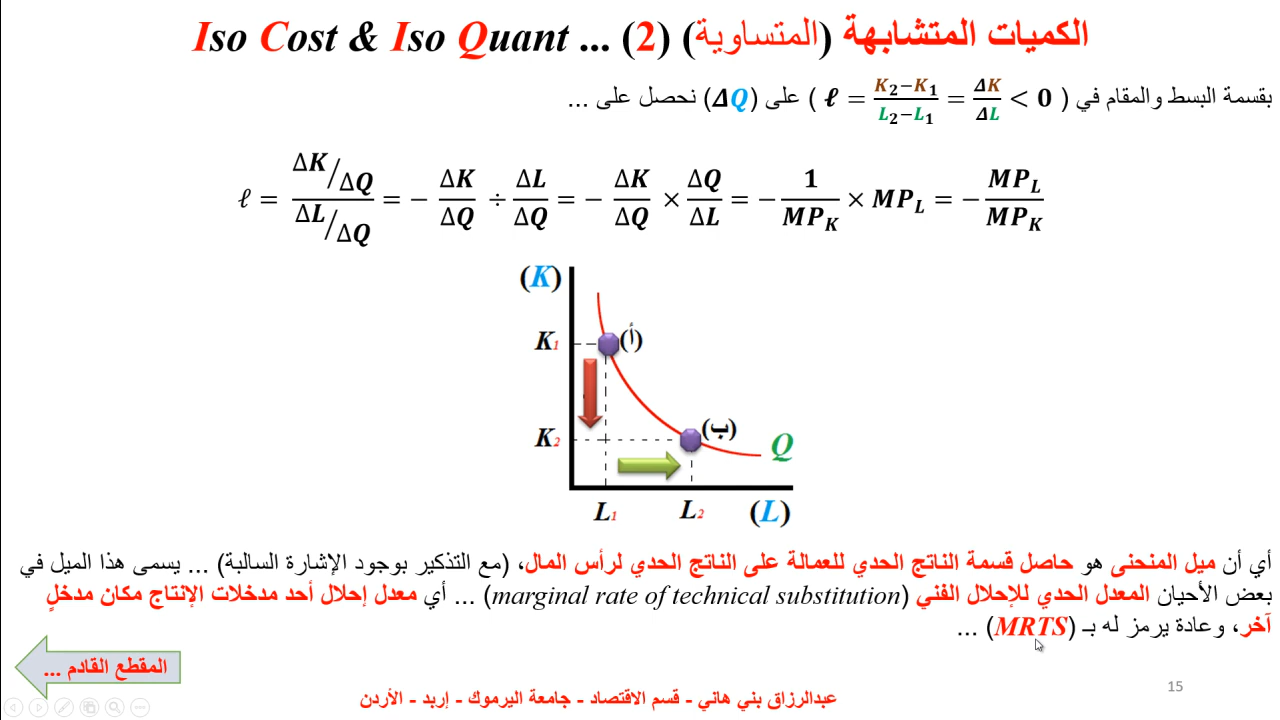 الكميات المتشابهة (المتساوية) (2) ... Iso Cost & Iso Quant
بقسمة البسط والمقام في ( ℓ = (K₂−K₁)/(L₂−L₁) = ΔK/ΔL < 0 ) على (ΔQ) نحصل على ...
ℓ = (ΔK/ΔQ)/(ΔL/ΔQ) = − ΔK/ΔQ ÷ ΔL/ΔQ = − ΔK/ΔQ × ΔQ/ΔL = − 1/MP_K × MP_L = − MP_L/MP_K
(K)
K₁
(أ)
K₂
(ب)
Q
L₁
L₂
(L)
أي أن ميل المنحنى هو حاصل قسمة الناتج الحدي للعمالة على الناتج الحدي لرأس المال، (مع التذكير بوجود الإشارة السالبة) ... يسمى هذا الميل في
بعض الأحيان المعدل الحدي للإحلال الفني (marginal rate of technical substitution) ... أي معدل إحلال أحد مدخلات الإنتاج مكان مدخلٍ
آخر، وعادة يرمز له بـ (MRTS) ...
المقطع القادم ...
15
عبدالرزاق بني هاني - قسم الاقتصاد - جامعة اليرموك - إربد - الأردن